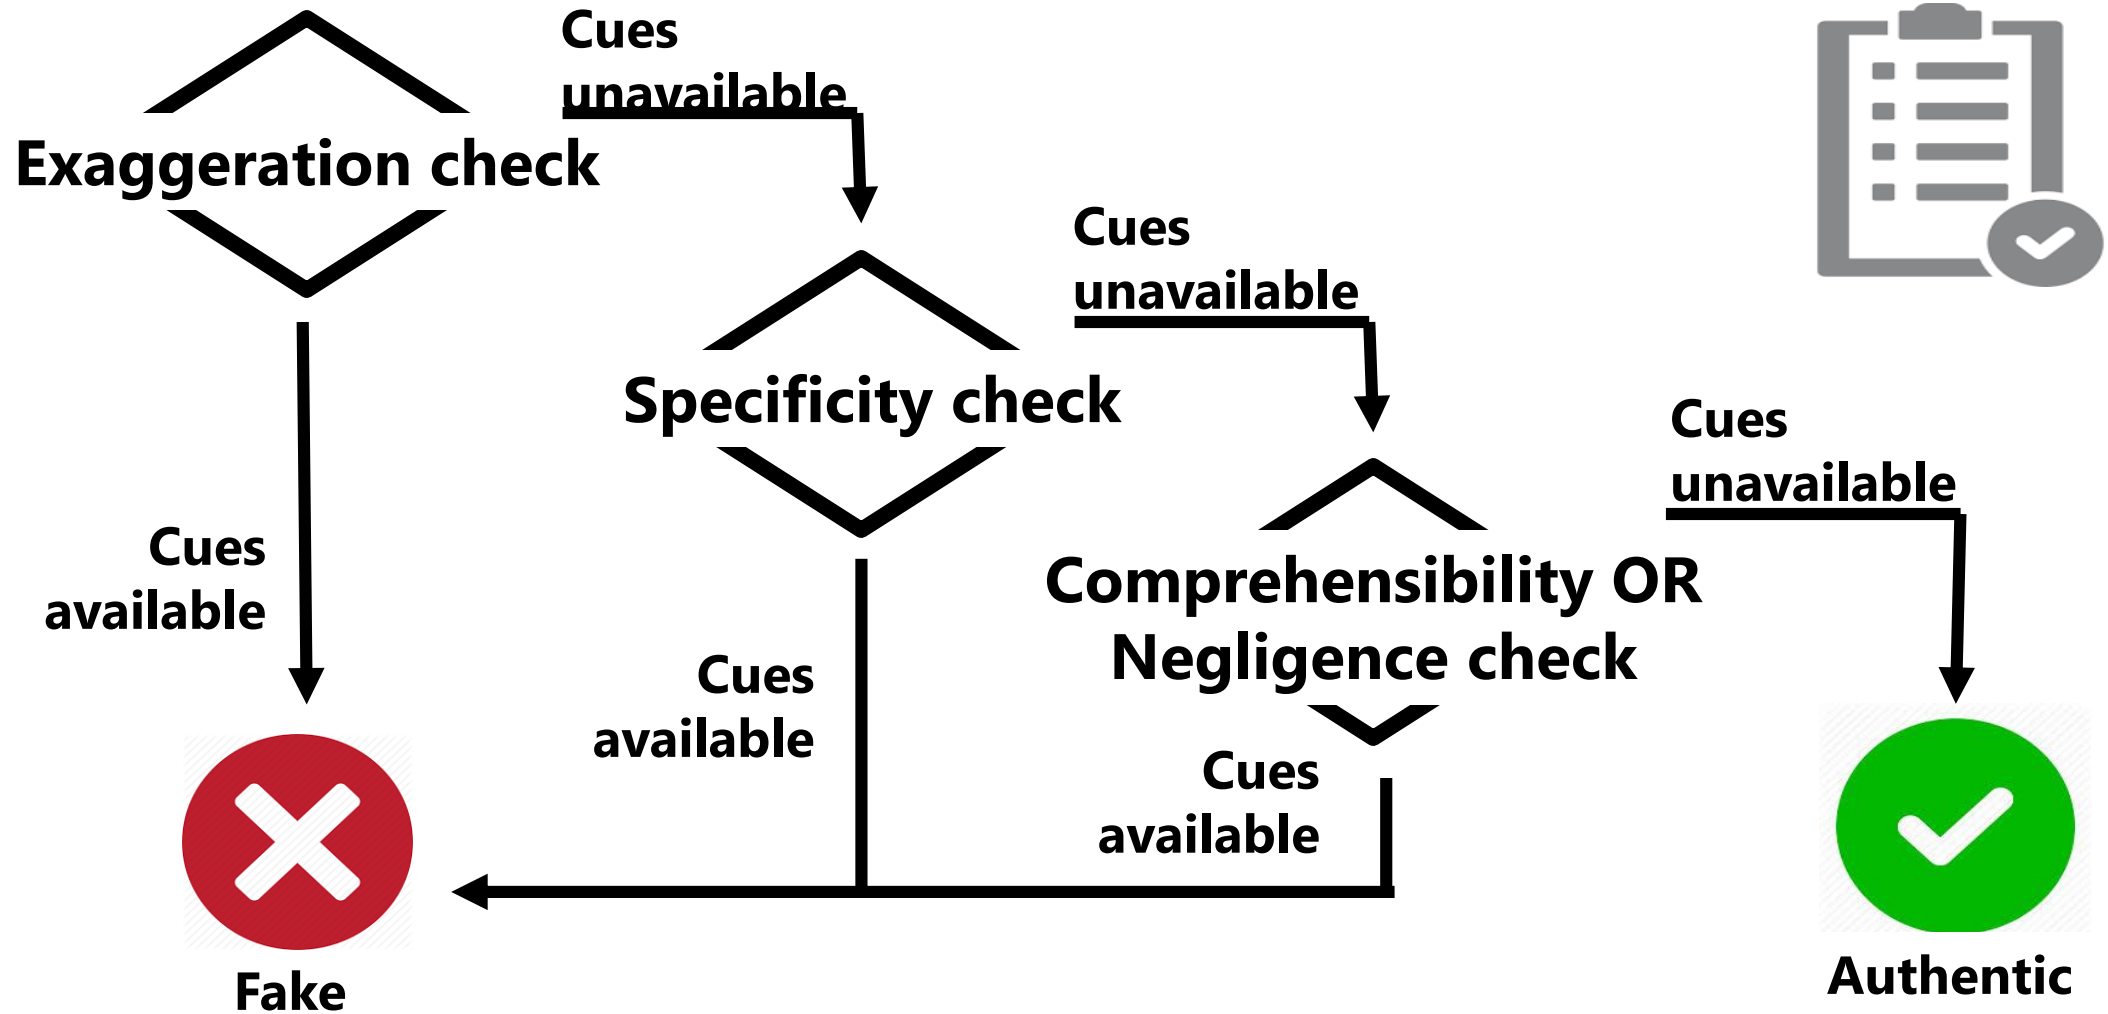 Cues
unavailable
Exaggeration check
Cues
unavailable
Specificity check
Cues
unavailable
Comprehensibility OR
Negligence check
Cues
available
Cues
available
Cues
available
Fake
Authentic